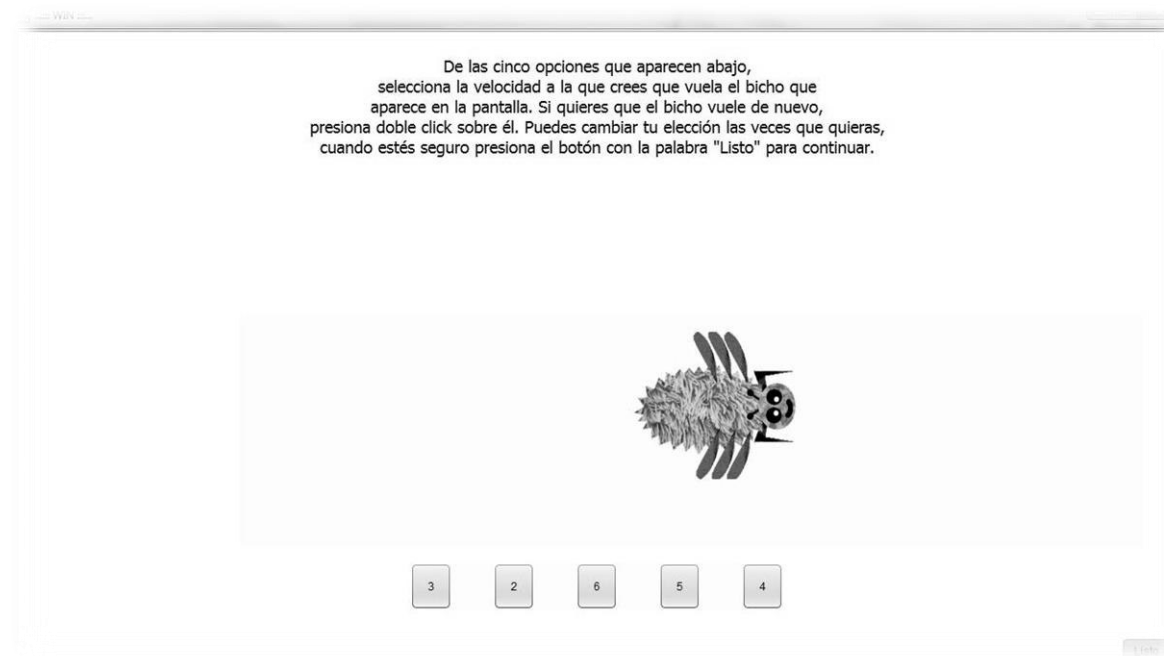 WIN
De las cinco opciones que aparecen abajo,
selecciona la velocidad a la que crees que vuela el bicho que
aparece en la pantalla. Si quieres que el bicho vuele de nuevo,
presiona doble click sobre él. Puedes cambiar tu elección las veces que quieras,
cuando estés seguro presiona el botón con la palabra "Listo" para continuar.
3 2 6 5 4
Listo